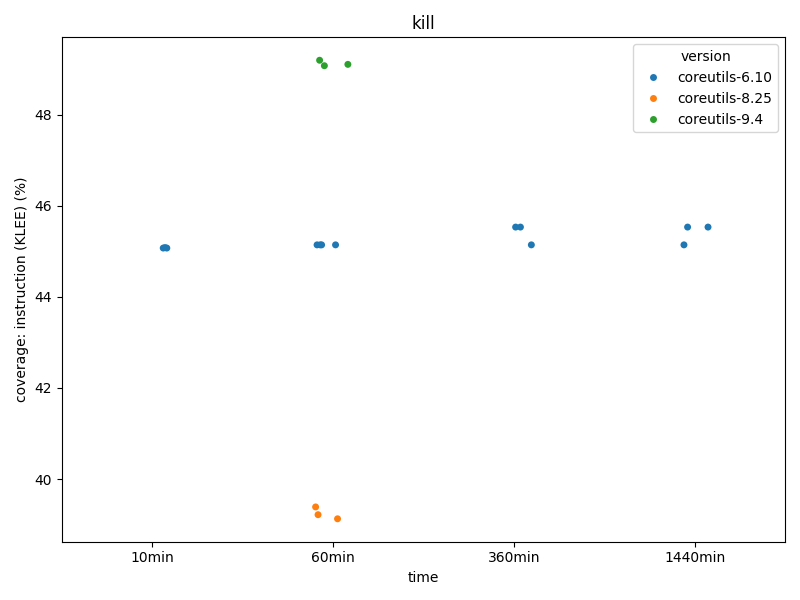 kill
version
coreutils-6.10
coreutils-8.25
coreutils-9.4
coverage: instruction (KLEE) (%)
48
46
44
42
40
10min
60min
360min
1440min
time